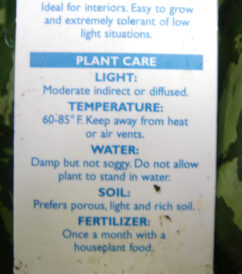 Ideal for interiors. Easy to grow
and extremely tolerant of low
light situations.
PLANT CARE
LIGHT:
Moderate indirect or diffused.
TEMPERATURE:
60-85° F. Keep away from heat
or air vents.
WATER:
Damp but not soggy. Do not allow
plant to stand in water.
SOIL:
Prefers porous, light and rich soil.
FERTILIZER:
Once a month with a
houseplant food.